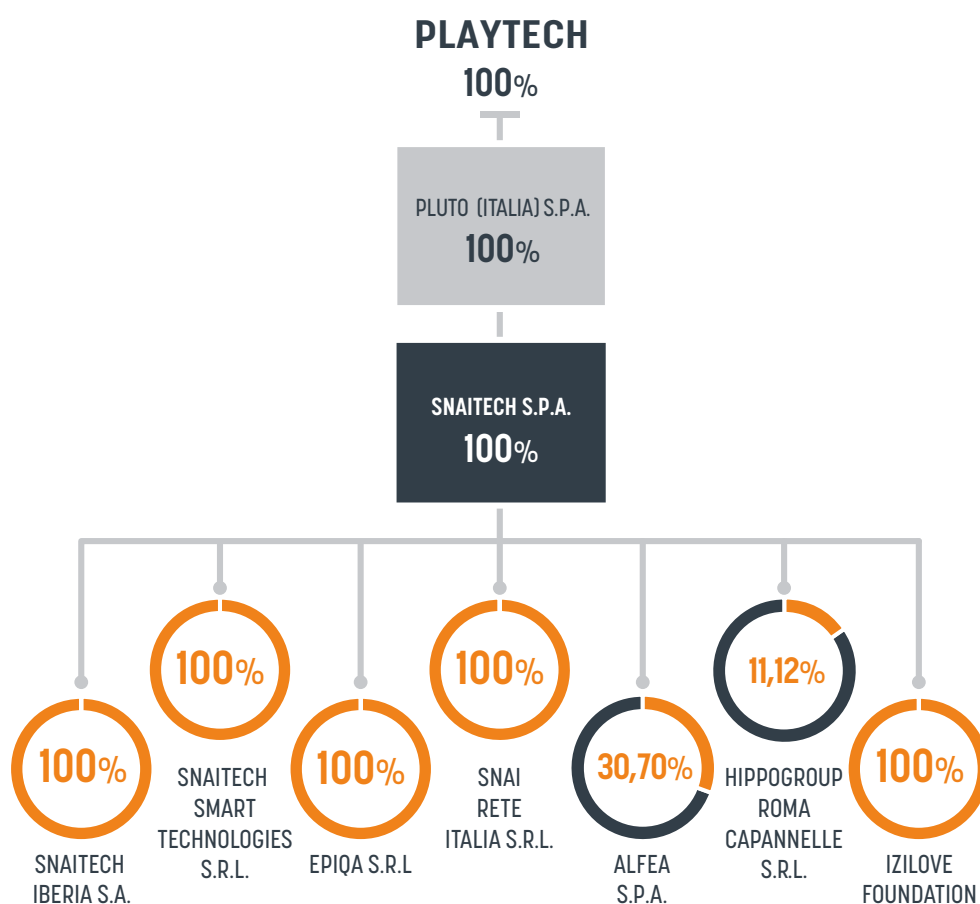 PLAYTECH
100%
PLUTO (ITALIA) S.P.A.
100%
SNAITECH S.P.A.
100%
100%
SNAITECH
IBERIA S.A.
100%
SNAITECH
SMART
TECHNOLOGIES
S.R.L.
100%
EPIQA S.R.L
100%
SNAI
RETE
ITALIA S.R.L.
30,70%
ALFEA
S.P.A.
11,12%
HIPPOGROUP
ROMA
CAPANNELLE
S.R.L.
100%
IZILOVE
FOUNDATION